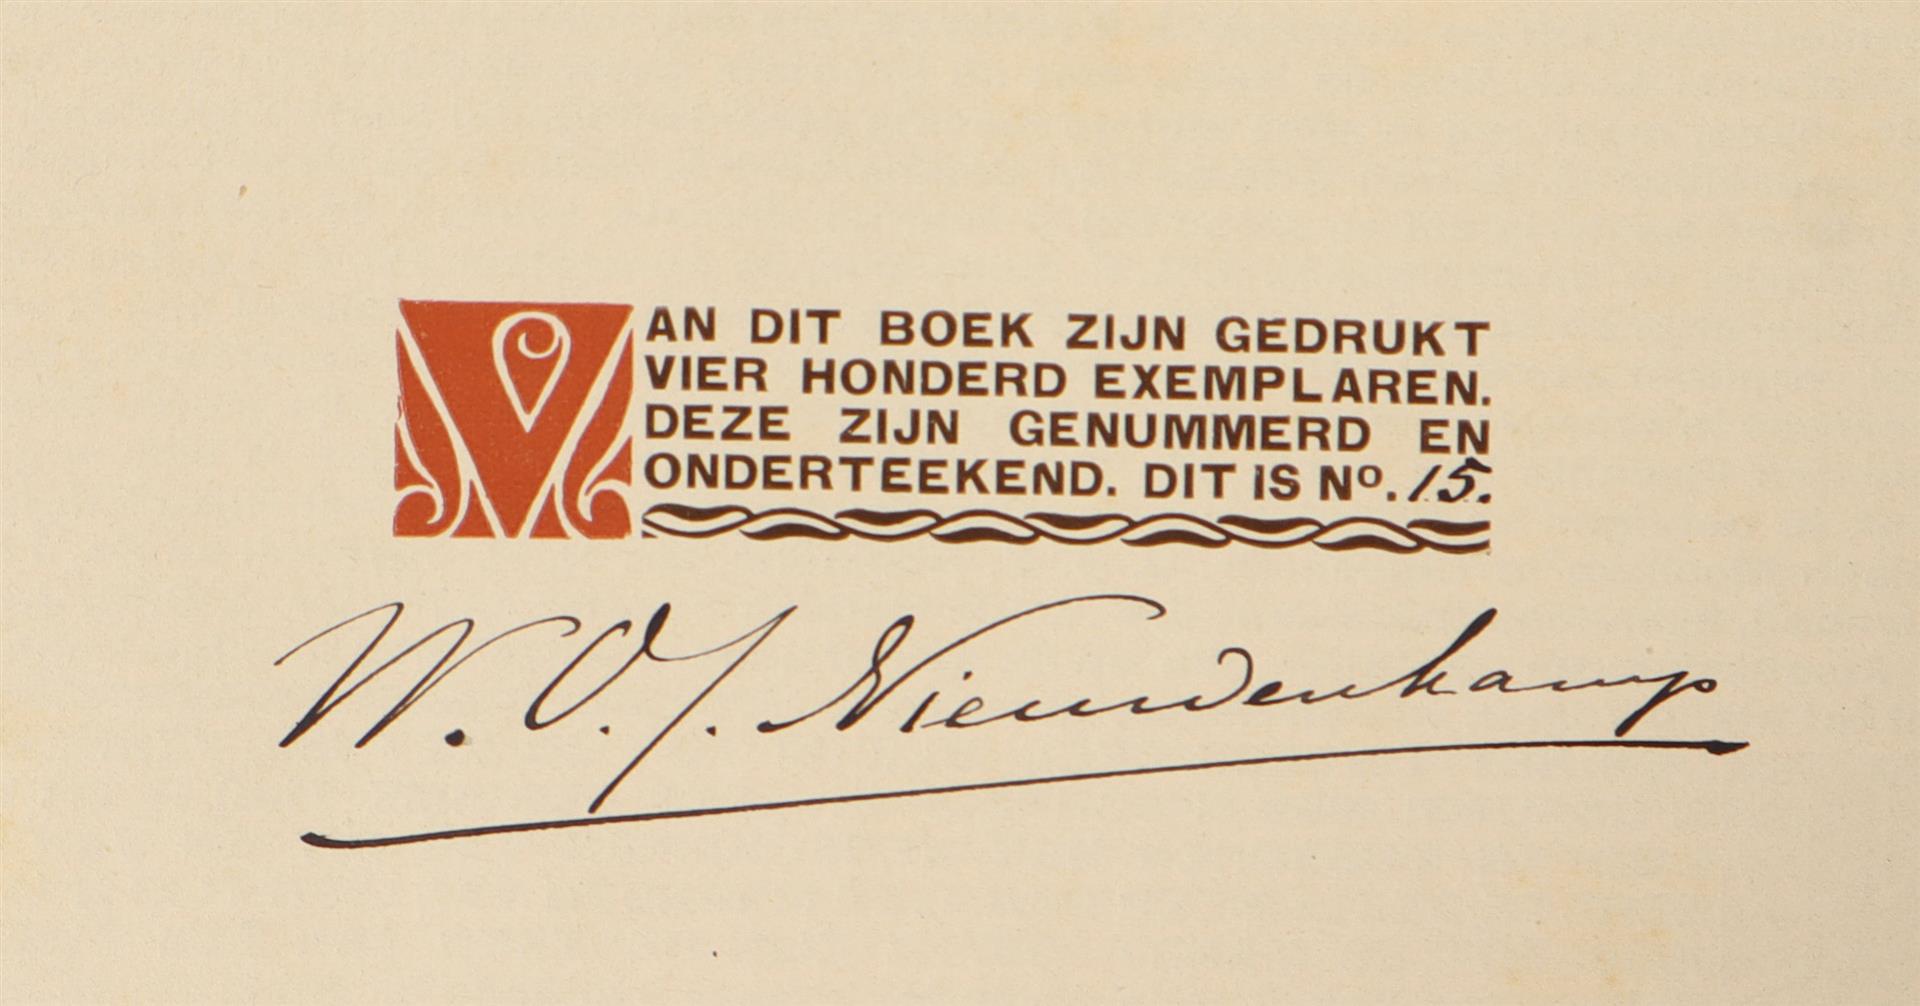 VAN DIT BOEK ZIJN GEDRUKT
VIER HONDERD EXEMPLAREN.
DEZE ZIJN GENUMMERD EN
ONDERTEEKEND. DIT IS Nº. 15.
W. O. J. Nieuwenkamp